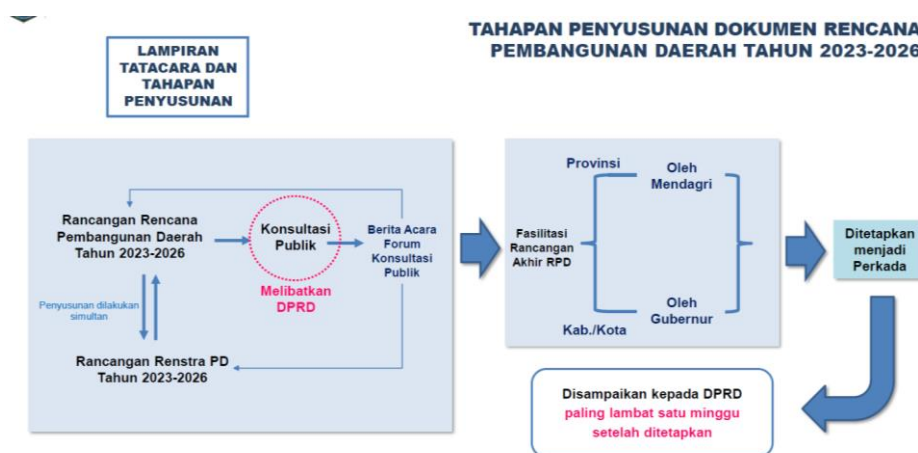 TAHAPAN PENYUSUNAN DOKUMEN RENCANA
PEMBANGUNAN DAERAH TAHUN 2023-2026
LAMPIRAN
TATACARA DAN
TAHAPAN
PENYUSUNAN
Rancangan Rencana
Pembangunan Daerah
Tahun 2023-2026
Konsultasi
Publik
Melibatkan
DPRD
Berita Acara
Forum
Konsultasi
Publik
Penyusunan dilakukan
simultan
Rancangan Renstra PD
Tahun 2023-2026
Fasilitasi
Rancangan
Akhir RPD
Provinsi
Oleh
Mendagri
Kab./Kota
Oleh
Gubernur
Ditetapkan
menjadi
Perkada
Disampaikan kepada DPRD
paling lambat satu minggu
setelah ditetapkan